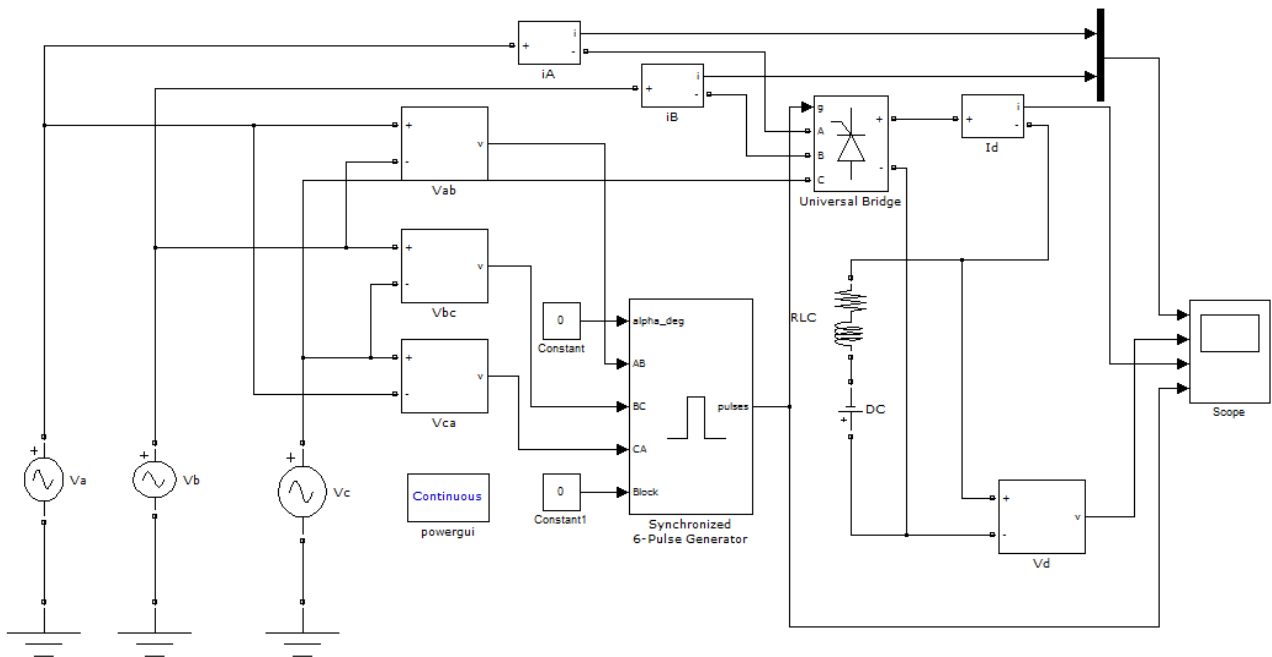 i
+
-
iA
i
+
-
iB
g
A
B
C
+
-
Universal Bridge
i
+
-
Id
+
-
v
Vab
+
-
v
Vbc
+
-
v
Vca
0
Constant
alpha_deg
AB
BC
CA
Block
pulses
Synchronized
6-Pulse Generator
0
Constant1
RLC
DC
+
Scope
+
Va
+
Vb
+
Vc
Continuous
powergui
+
-
v
Vd